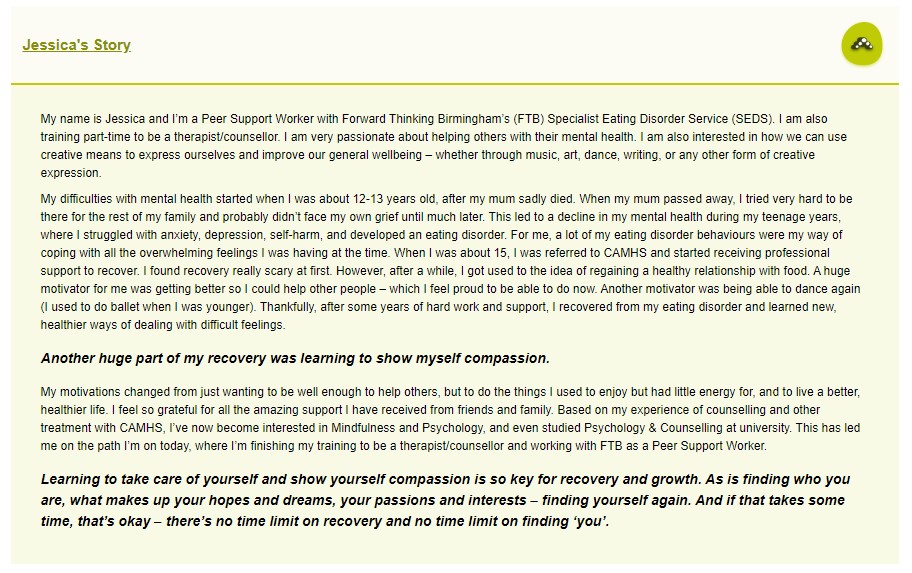 Jessica's Story
My name is Jessica and I’m a Peer Support Worker with Forward Thinking Birmingham’s (FTB) Specialist Eating Disorder Service (SEDS). I am also
training part-time to be a therapist/counsellor. I am very passionate about helping others with their mental health. I am also interested in how we can use
creative means to express ourselves and improve our general wellbeing – whether through music, art, dance, writing, or any other form of creative
expression.
My difficulties with mental health started when I was about 12-13 years old, after my mum sadly died. When my mum passed away, I tried very hard to be
there for the rest of my family and probably didn’t face my own grief until much later. This led to a decline in my mental health during my teenage years,
where I struggled with anxiety, depression, self-harm, and developed an eating disorder. For me, a lot of my eating disorder behaviours were my way of
coping with all the overwhelming feelings I was having at the time. When I was about 15, I was referred to CAMHS and started receiving professional
support to recover. I found recovery really scary at first. However, after a while, I got used to the idea of regaining a healthy relationship with food. A huge
motivator for me was getting better so I could help other people – which I feel proud to be able to do now. Another motivator was being able to dance again
(I used to do ballet when I was younger). Thankfully, after some years of hard work and support, I recovered from my eating disorder and learned new,
healthier ways of dealing with difficult feelings.
Another huge part of my recovery was learning to show myself compassion.
My motivations changed from just wanting to be well enough to help others, but to do the things I used to enjoy but had little energy for, and to live a better,
healthier life. I feel so grateful for all the amazing support I have received from friends and family. Based on my experience of counselling and other
treatment with CAMHS, I’ve now become interested in Mindfulness and Psychology, and even studied Psychology & Counselling at university. This has led
me on the path I’m on today, where I’m finishing my training to be a therapist/counsellor and working with FTB as a Peer Support Worker.
Learning to take care of yourself and show yourself compassion is so key for recovery and growth. As is finding who you
are, what makes up your hopes and dreams, your passions and interests – finding yourself again. And if that takes some
time, that’s okay – there’s no time limit on recovery and no time limit on finding ‘you’.